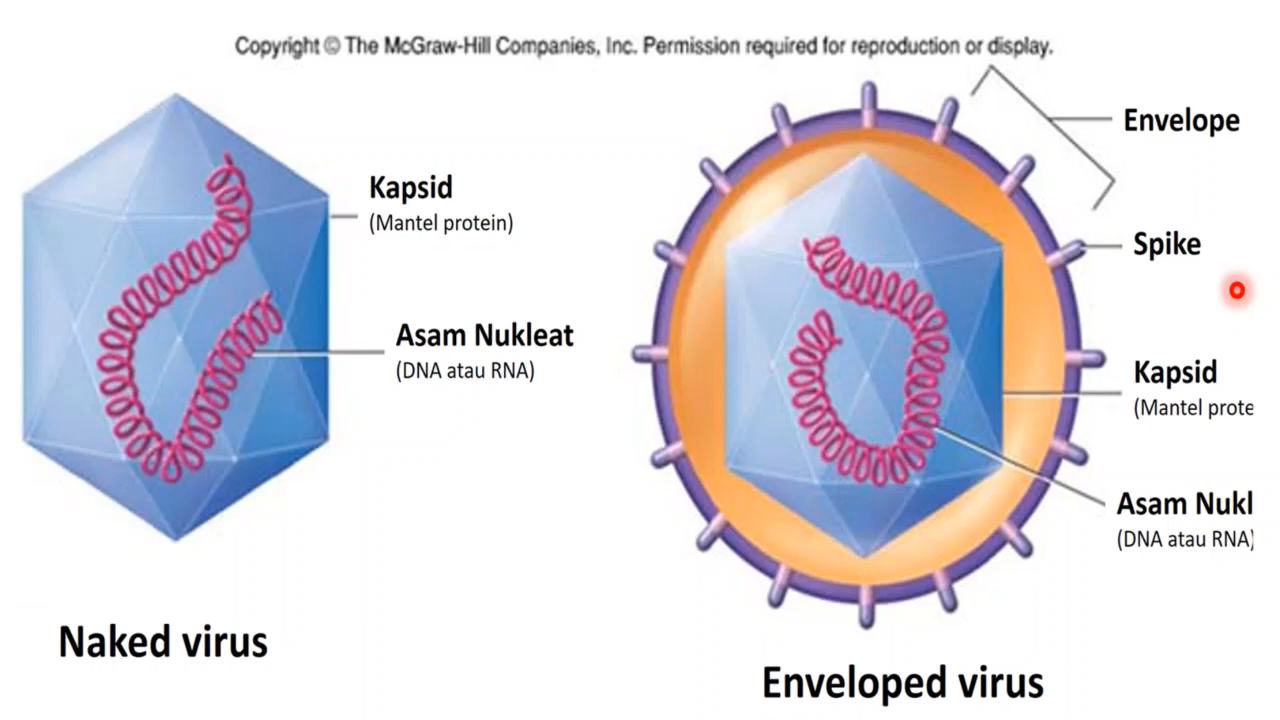 Copyright © The McGraw-Hill Companies, Inc. Permission required for reproduction or display.
Kapsid
(Mantel protein)
Asam Nukleat
(DNA atau RNA)
Naked virus
Envelope
Spike
Kapsid
(Mantel prote
Asam Nukl
(DNA atau RNA)
Enveloped virus